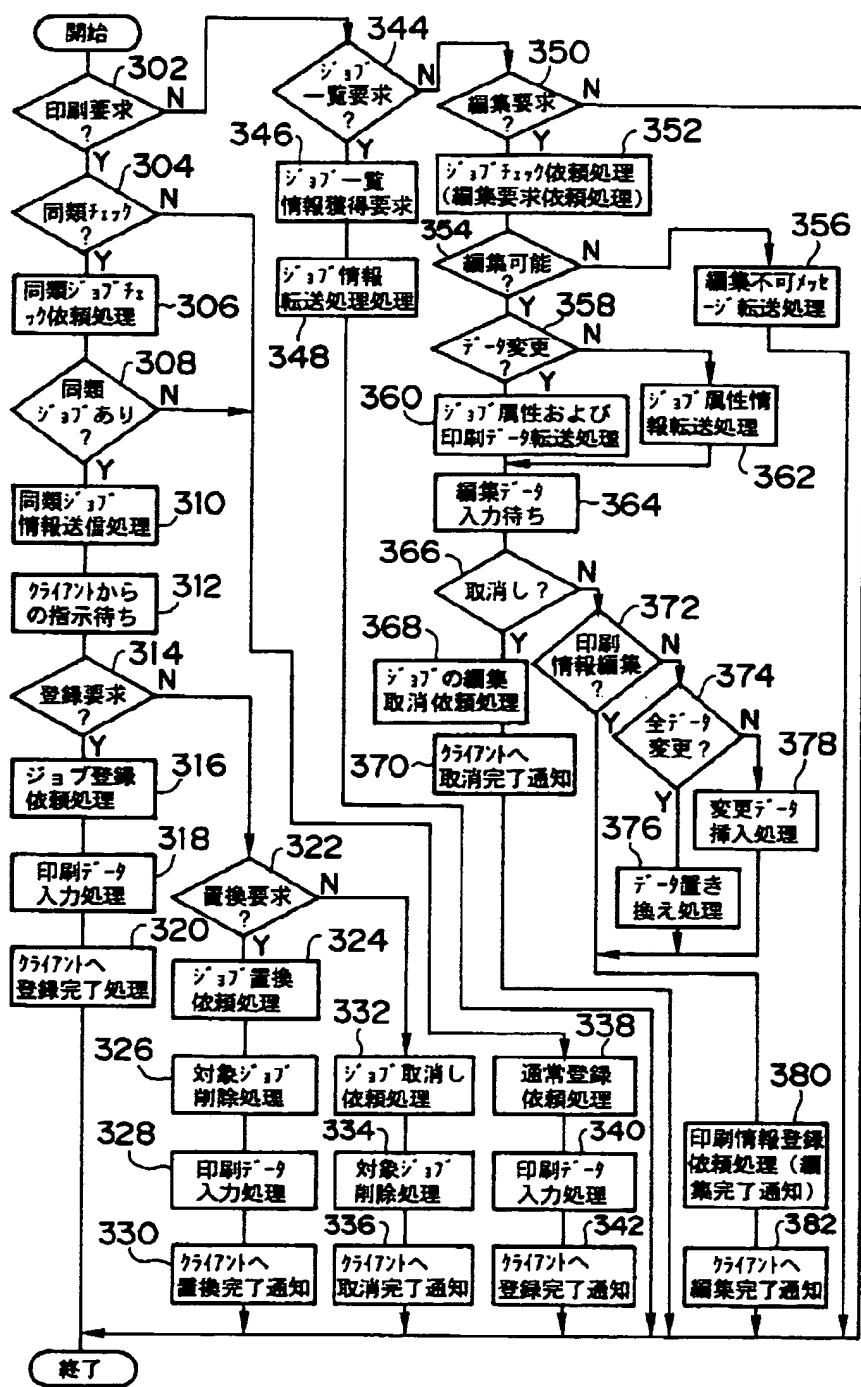 開始
302
印刷要求
?
N
Y
304
同類チェック
?
N
Y
同類ジョブチェ
ック依頼処理
306
308
同類
ジョブあり
?
N
Y
同類ジョブ
情報送信処理
310
クライアントから
の指示待ち
312
314
登録要求
?
N
Y
ジョブ登録
依頼処理
316
318
印刷データ
入力処理
320
クライアントへ
登録完了処理
322
置換要求
?
N
Y
324
ジョブ置換
依頼処理
326
対象ジョブ
削除処理
328
印刷データ
入力処理
330
クライアントへ
置換完了通知
332
ジョブ取消し
依頼処理
334
対象ジョブ
削除処理
336
クライアントへ
取消完了通知
338
通常登録
依頼処理
340
印刷データ
入力処理
342
クライアントへ
登録完了通知
344
ジョブ
一覧要求
?
N
Y
346
ジョブ一覧
情報獲得要求
ジョブ情報
転送処理処理
348
350
編集要求
?
N
Y
352
ジョブチェック依頼処理
(編集要求依頼処理)
354
編集可能
?
N
Y
356
編集不可メッセ
ージ転送処理
358
データ変更
?
N
Y
360
ジョブ属性および
印刷データ転送処理
ジョブ属性情
報転送処理
362
編集データ
入力待ち
364
366
取消し?
N
Y
368
ジョブの編集
取消依頼処理
370
クライアントへ
取消完了通知
372
印刷
情報編集
?
N
Y
374
全データ
変更?
N
Y
376
データ置き
換え処理
378
変更データ
挿入処理
380
印刷情報登録
依頼処理(編
集完了通知)
382
クライアントへ
編集完了通知
終了